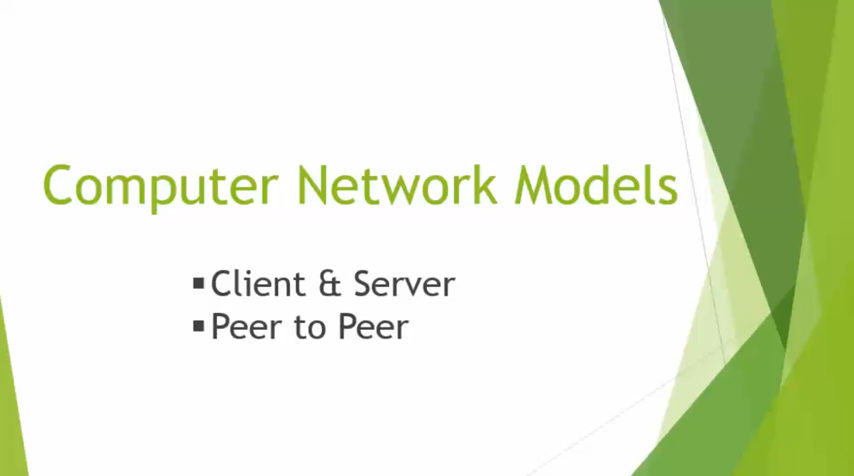 Computer Network Models
▪Client & Server
▪Peer to Peer